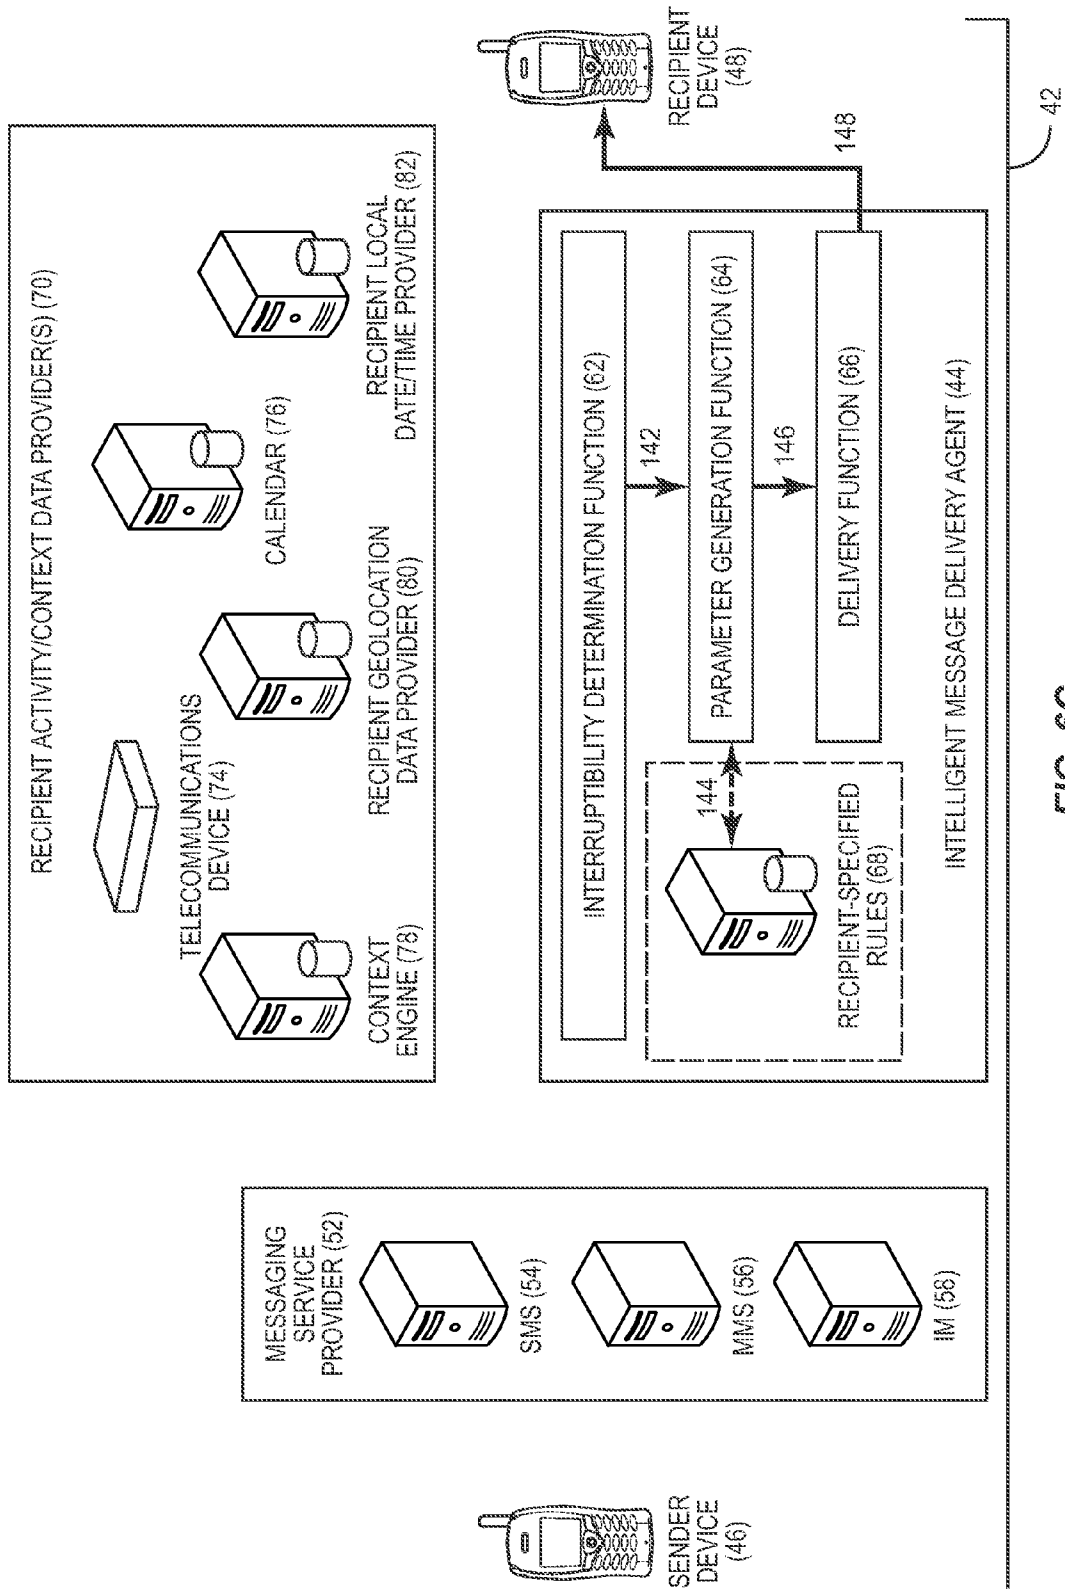 RECIPIENT ACTIVITY/CONTEXT DATA PROVIDER(S) (70)
TELECOMMUNICATIONS
DEVICE (74)
CALENDAR (76)
CONTEXT
ENGINE (78)
RECIPIENT GEOLOCATION
DATA PROVIDER (80)
RECIPIENT LOCAL
DATE/TIME PROVIDER (82)
MESSAGING
SERVICE
PROVIDER (52)
SMS (54)
MMS (56)
IM (58)
SENDER
DEVICE
(46)
RECIPIENT
DEVICE
(48)
INTERRUPTIBILITY DETERMINATION FUNCTION (62)
142
144
PARAMETER GENERATION FUNCTION (64)
146
RECIPIENT-SPECIFIED
RULES (68)
DELIVERY FUNCTION (66)
148
INTELLIGENT MESSAGE DELIVERY AGENT (44)
42